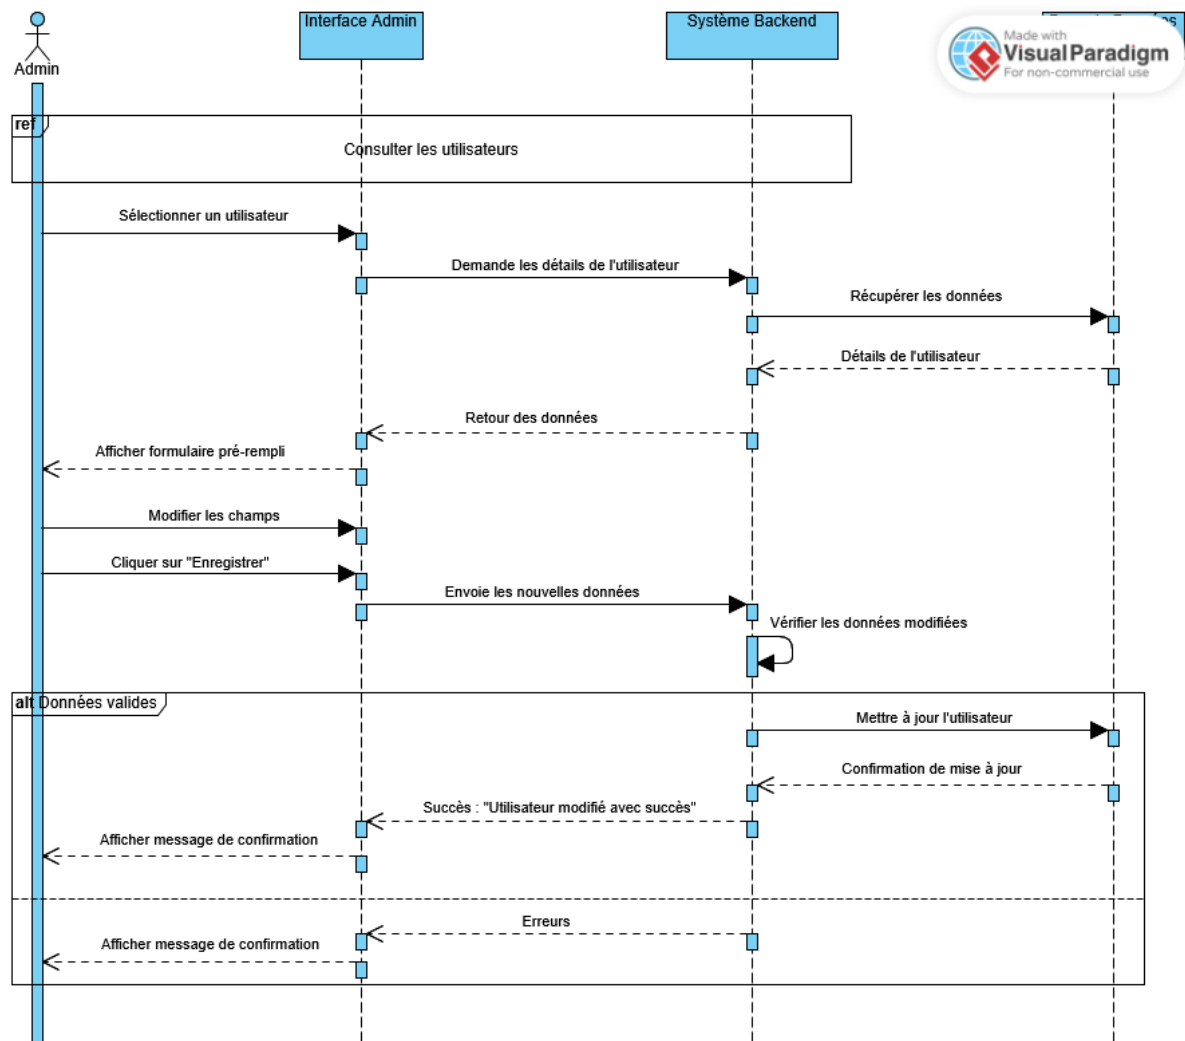 Interface Admin
Système Backend
Made with
Visual Paradigm
For non-commercial use
Admin
ref
Consulter les utilisateurs
Sélectionner un utilisateur
Demande les détails de l'utilisateur
Récupérer les données
Détails de l'utilisateur
Retour des données
Afficher formulaire pré-rempli
Modifier les champs
Cliquer sur "Enregistrer"
Envoie les nouvelles données
Vérifier les données modifiées
alt Données valides
Mettre à jour l'utilisateur
Confirmation de mise à jour
Succès : "Utilisateur modifié avec succès"
Afficher message de confirmation
Erreurs
Afficher message de confirmation